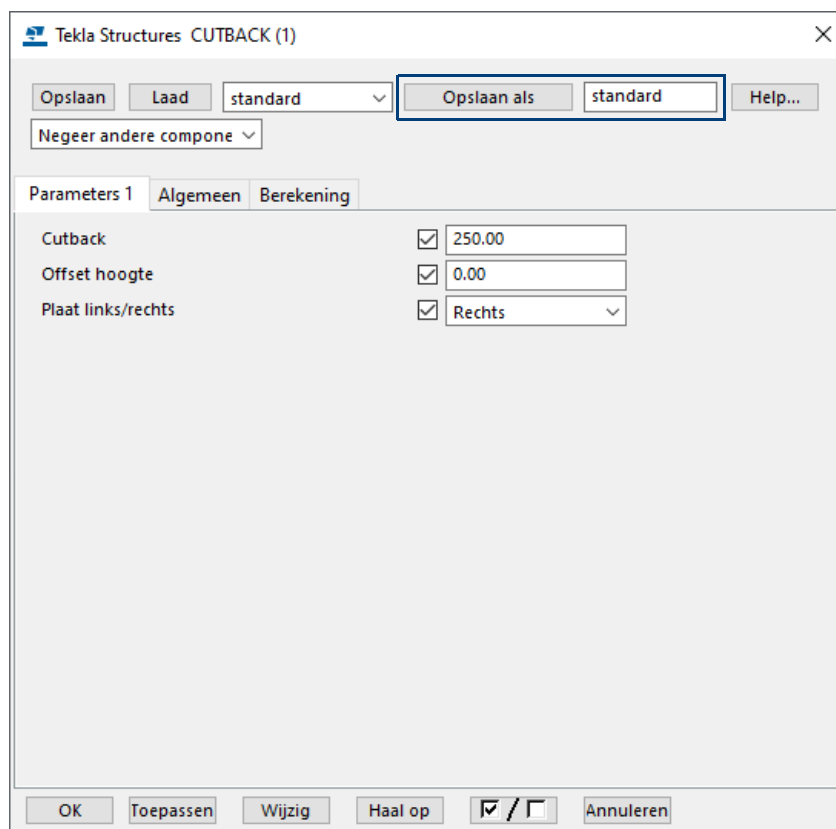 Tekla Structures CUTBACK (1)
Opslaan Laad standard Opslaan als standard Help...
Negeer andere compone
Parameters 1 Algemeen Berekening
Cutback 250.00
Offset hoogte 0.00
Plaat links/rechts Rechts
OK Toepassen Wijzig Haal op / Annuleren